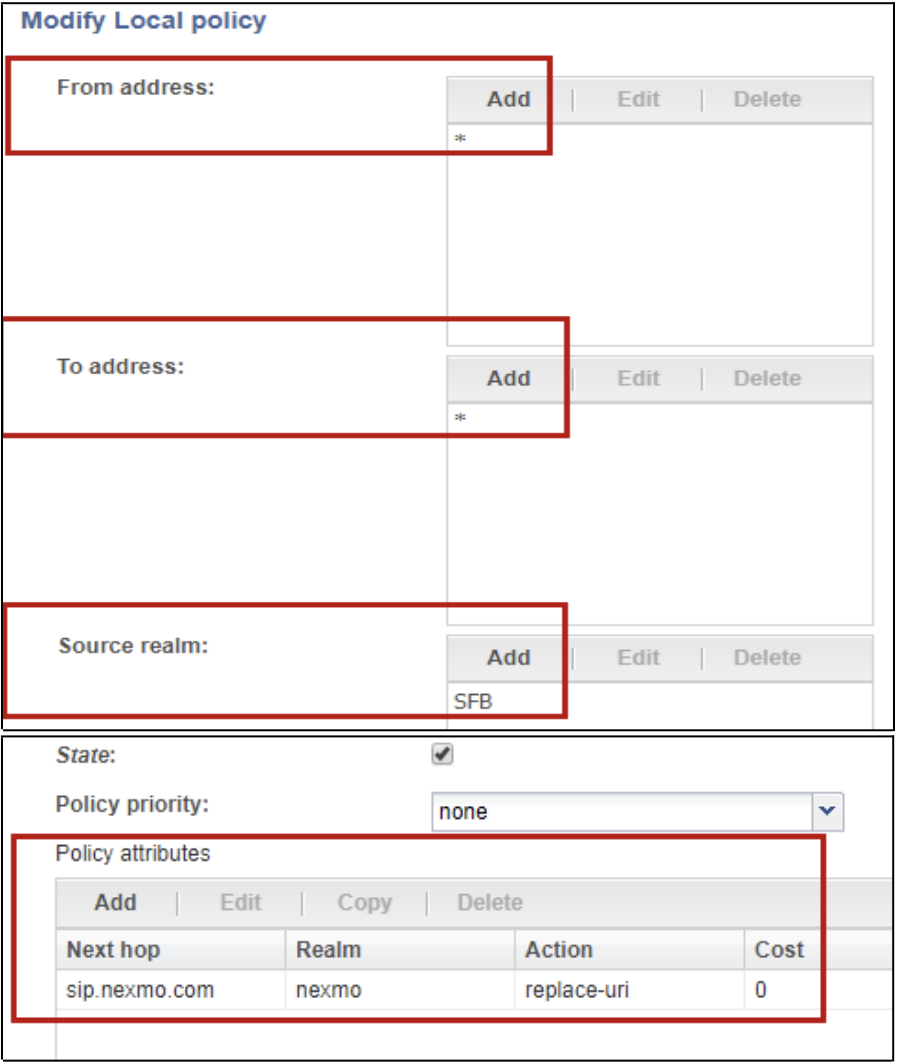 Modify Local policy
From address:
Add | Edit | Delete
*
To address:
Add | Edit | Delete
*
Source realm:
Add | Edit | Delete
SFB
State:
Policy priority: none
Policy attributes
Add | Edit | Copy | Delete
Next hop Realm Action Cost
sip.nexmo.com nexmo replace-uri 0